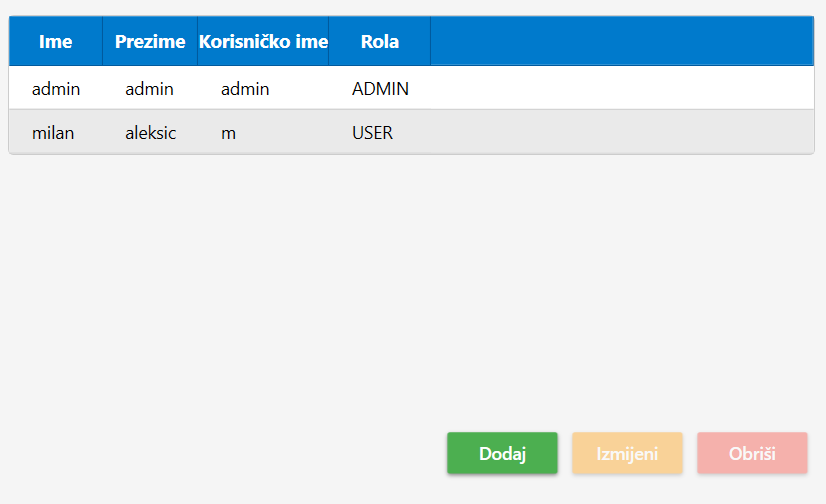 Ime Prezime Korisničko ime Rola
admin admin admin ADMIN
milan aleksic m USER
Dodaj Izmijeni Obriši